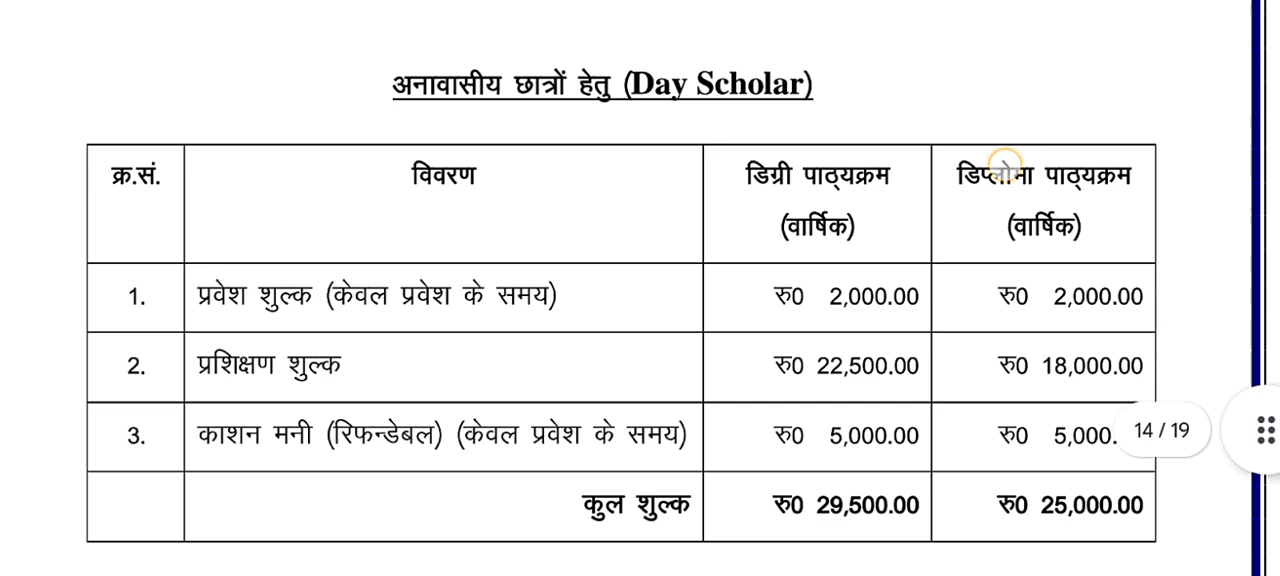 अनावासीय छात्रों हेतु (Day Scholar)
क्र.सं. विवरण डिग्री पाठ्यक्रम (वार्षिक) डिप्लोमा पाठ्यक्रम (वार्षिक)
1. प्रवेश शुल्क (केवल प्रवेश के समय) रु0 2,000.00 रु0 2,000.00
2. प्रशिक्षण शुल्क रु0 22,500.00 रु0 18,000.00
3. काशन मनी (रिफन्डेबल) (केवल प्रवेश के समय) रु0 5,000.00 रु0 5,000.
14 / 19
कुल शुल्क रु0 29,500.00 रु0 25,000.00